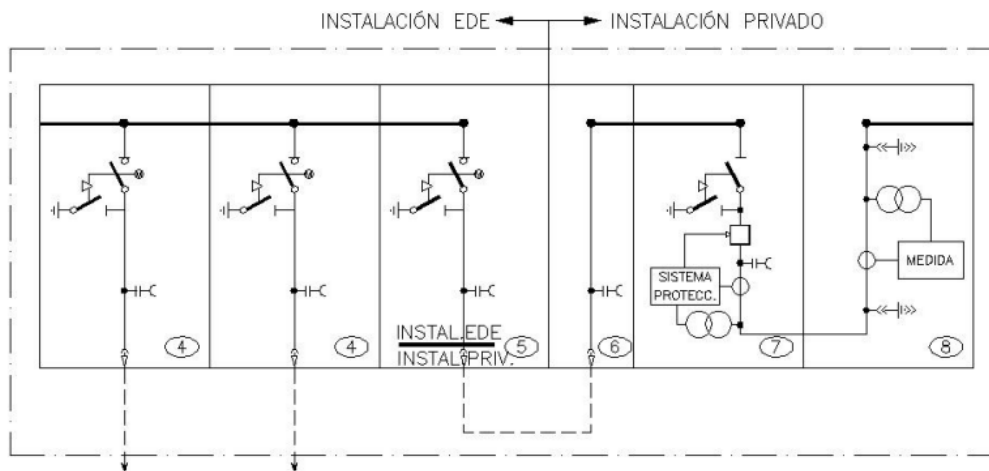 INSTALACIÓN EDE
INSTALACIÓN PRIVADO
M
M
M
SISTEMA
PROTECC.
MEDIDA
INSTAL.EDE
INSTAL.PRIV.
4
4
5
6
7
8